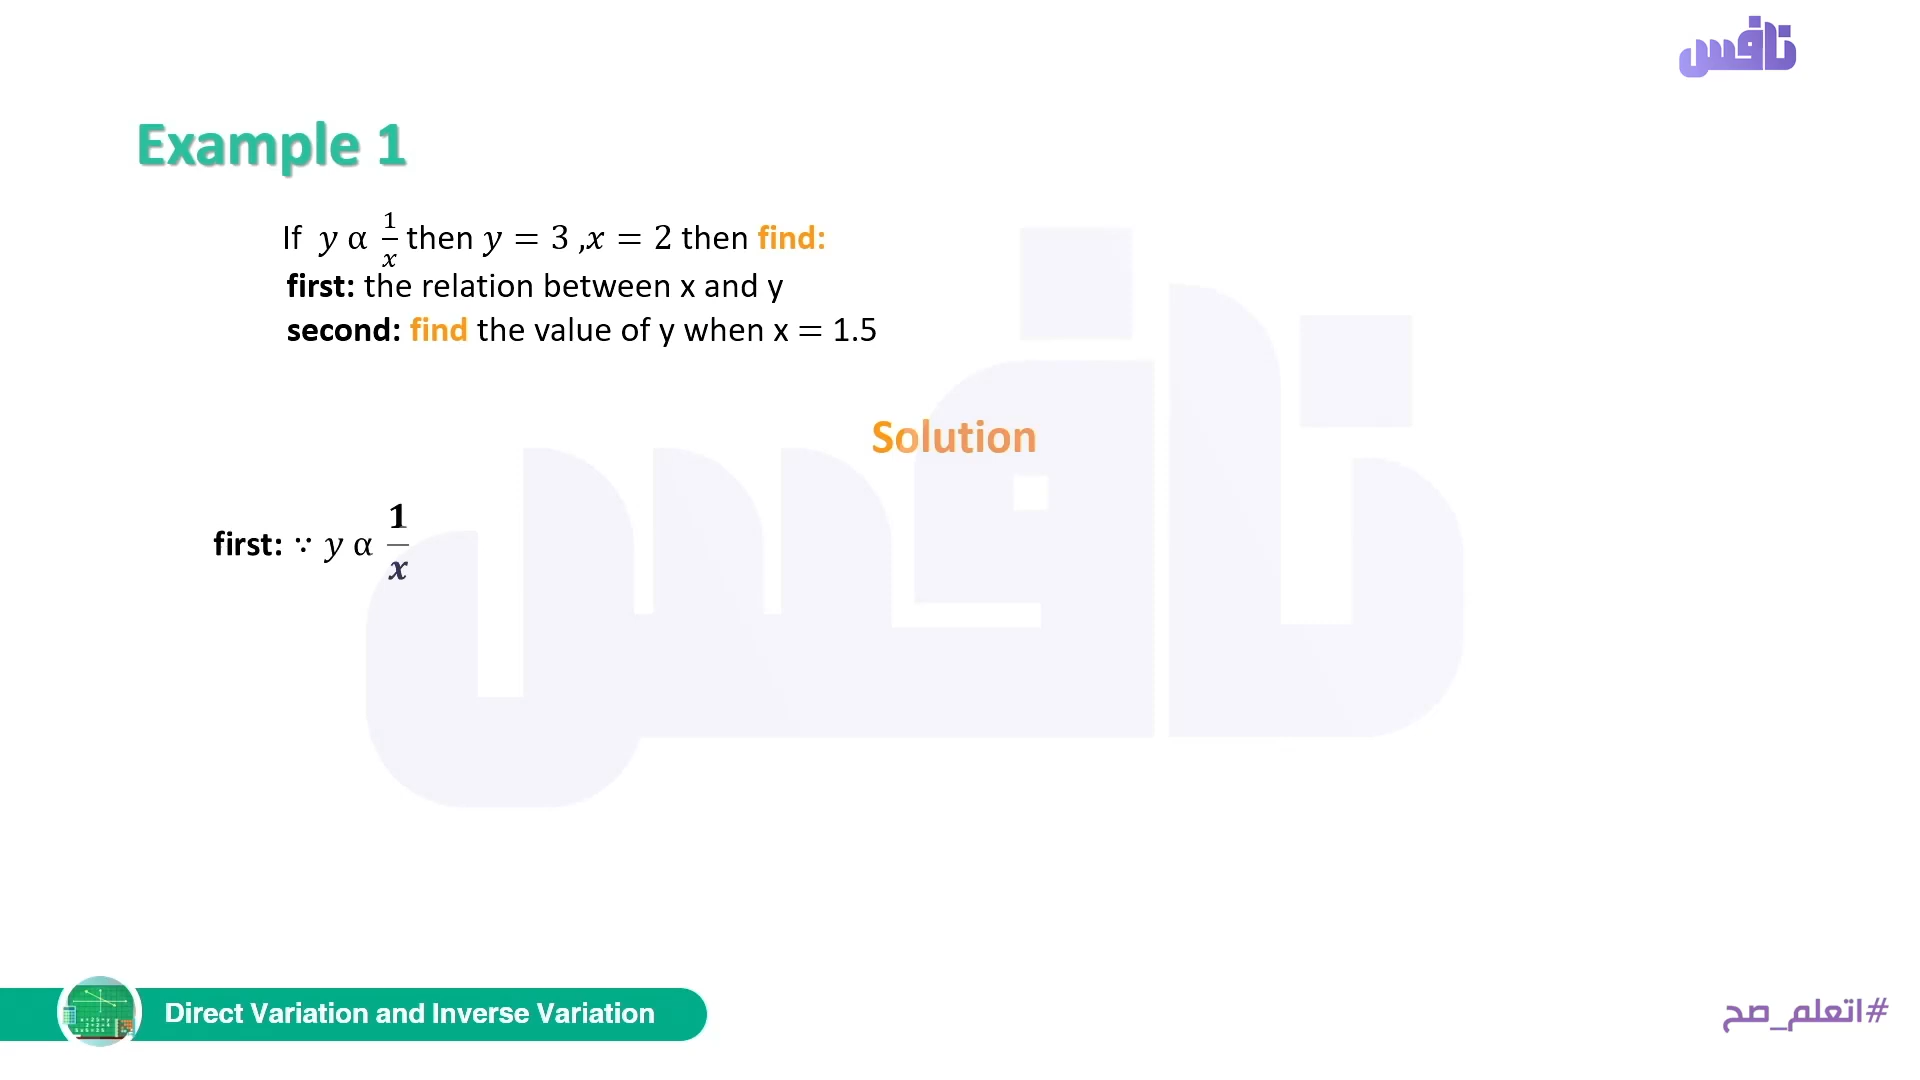 نافس
Example 1
If y α 1/x then y = 3 ,x = 2 then find:
first: the relation between x and y
second: find the value of y when x = 1.5
Solution
first: ∵ y α 1/x
Direct Variation and Inverse Variation
#اتعلم_صح